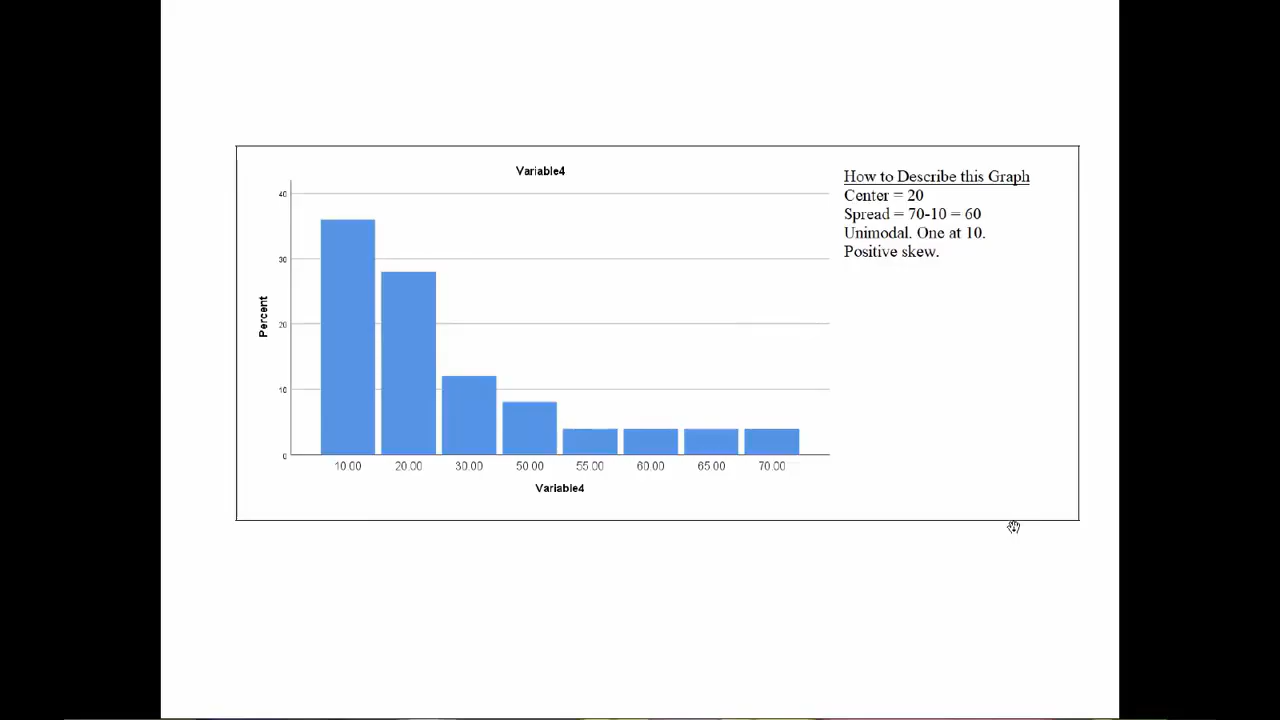 Variable4
How to Describe this Graph
Center = 20
Spread = 70-10 = 60
Unimodal. One at 10.
Positive skew.
40
30
20
10
0
Percent
10.00 20.00 30.00 50.00 55.00 60.00 65.00 70.00
Variable4